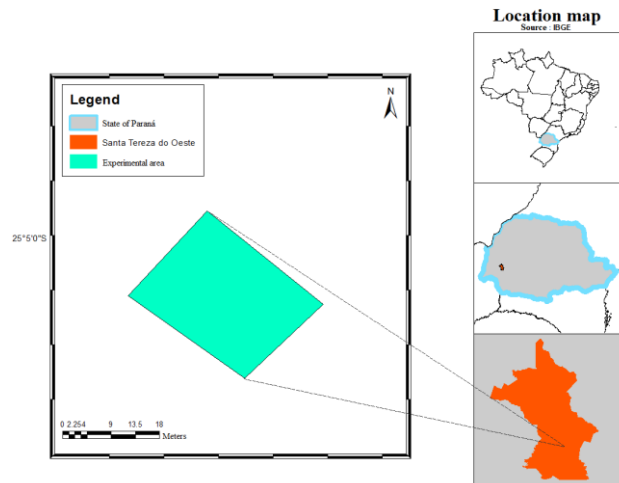 Location map
Source : IBGE
Legend
State of Paraná
Santa Tereza do Oeste
Experimental area
N
25°5'0"S
0 2.254 9 13.5 18
Meters